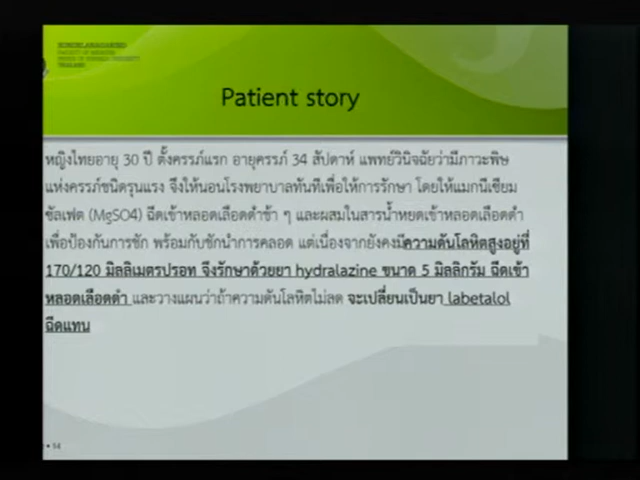 Patient story
หญิงไทยอายุ 30 ปี ตั้งครรภ์แรก อายุครรภ์ 34 สัปดาห์ แพทย์วินิจฉัยว่ามีภาวะพิษ
แห่งครรภ์ชนิดรุนแรง จึงให้นอนโรงพยาบาลทันทีเพื่อให้การรักษา โดยให้แมกนีเซียม
ซัลเฟต (MgSO4) ฉีดเข้าหลอดเลือดดำช้า ๆ และผสมในสารน้ำหยดเข้าหลอดเลือดดำ
เพื่อป้องกันการชัก พร้อมกับชักนำการคลอด แต่เนื่องจากยังคงมีความดันโลหิตสูงอยู่ที่
170/120 มิลลิเมตรปรอท จึงรักษาด้วยยา hydralazine ขนาด 5 มิลลิกรัม ฉีดเข้า
หลอดเลือดดำ และวางแผนว่าถ้าความดันโลหิตไม่ลด จะเปลี่ยนเป็นยา labetalol
ฉีดแทน
• 14